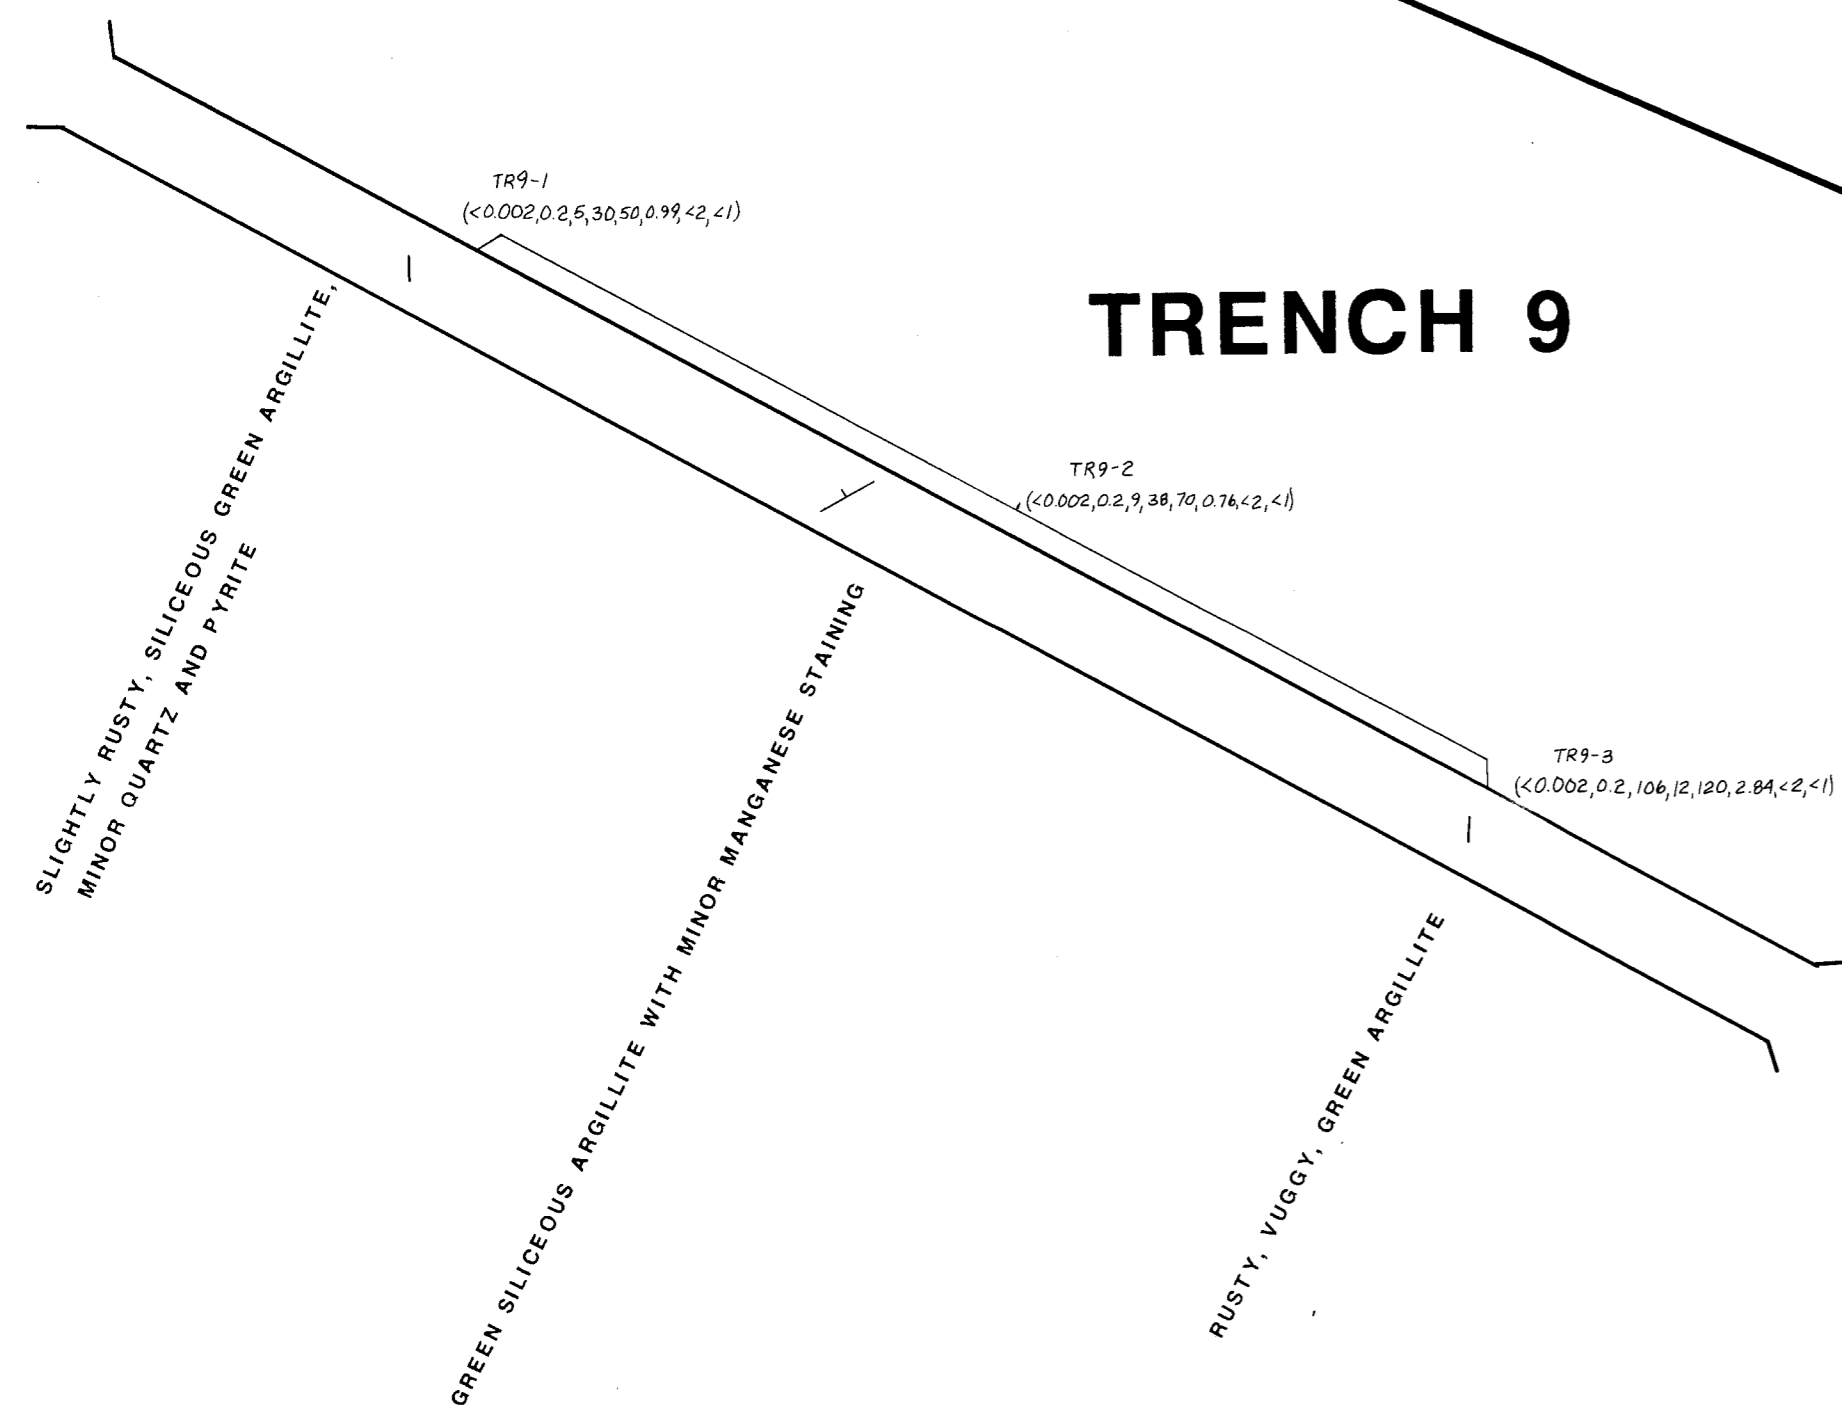 TR9-1
(<0.002,0.2,5,30,50,0.99,<2,<1)
TRENCH 9
TR9-2
(<0.002,0.2,9,38,70,0.76,<2,<1)
TR9-3
(<0.002,0.2,106,12,120,2.84,<2,<1)
SLIGHTLY RUSTY, SILICEOUS GREEN ARGILLITE,
MINOR QUARTZ AND PYRITE
GREEN SILICEOUS ARGILLITE WITH MINOR MANGANESE STAINING
RUSTY, VUGGY, GREEN ARGILLITE